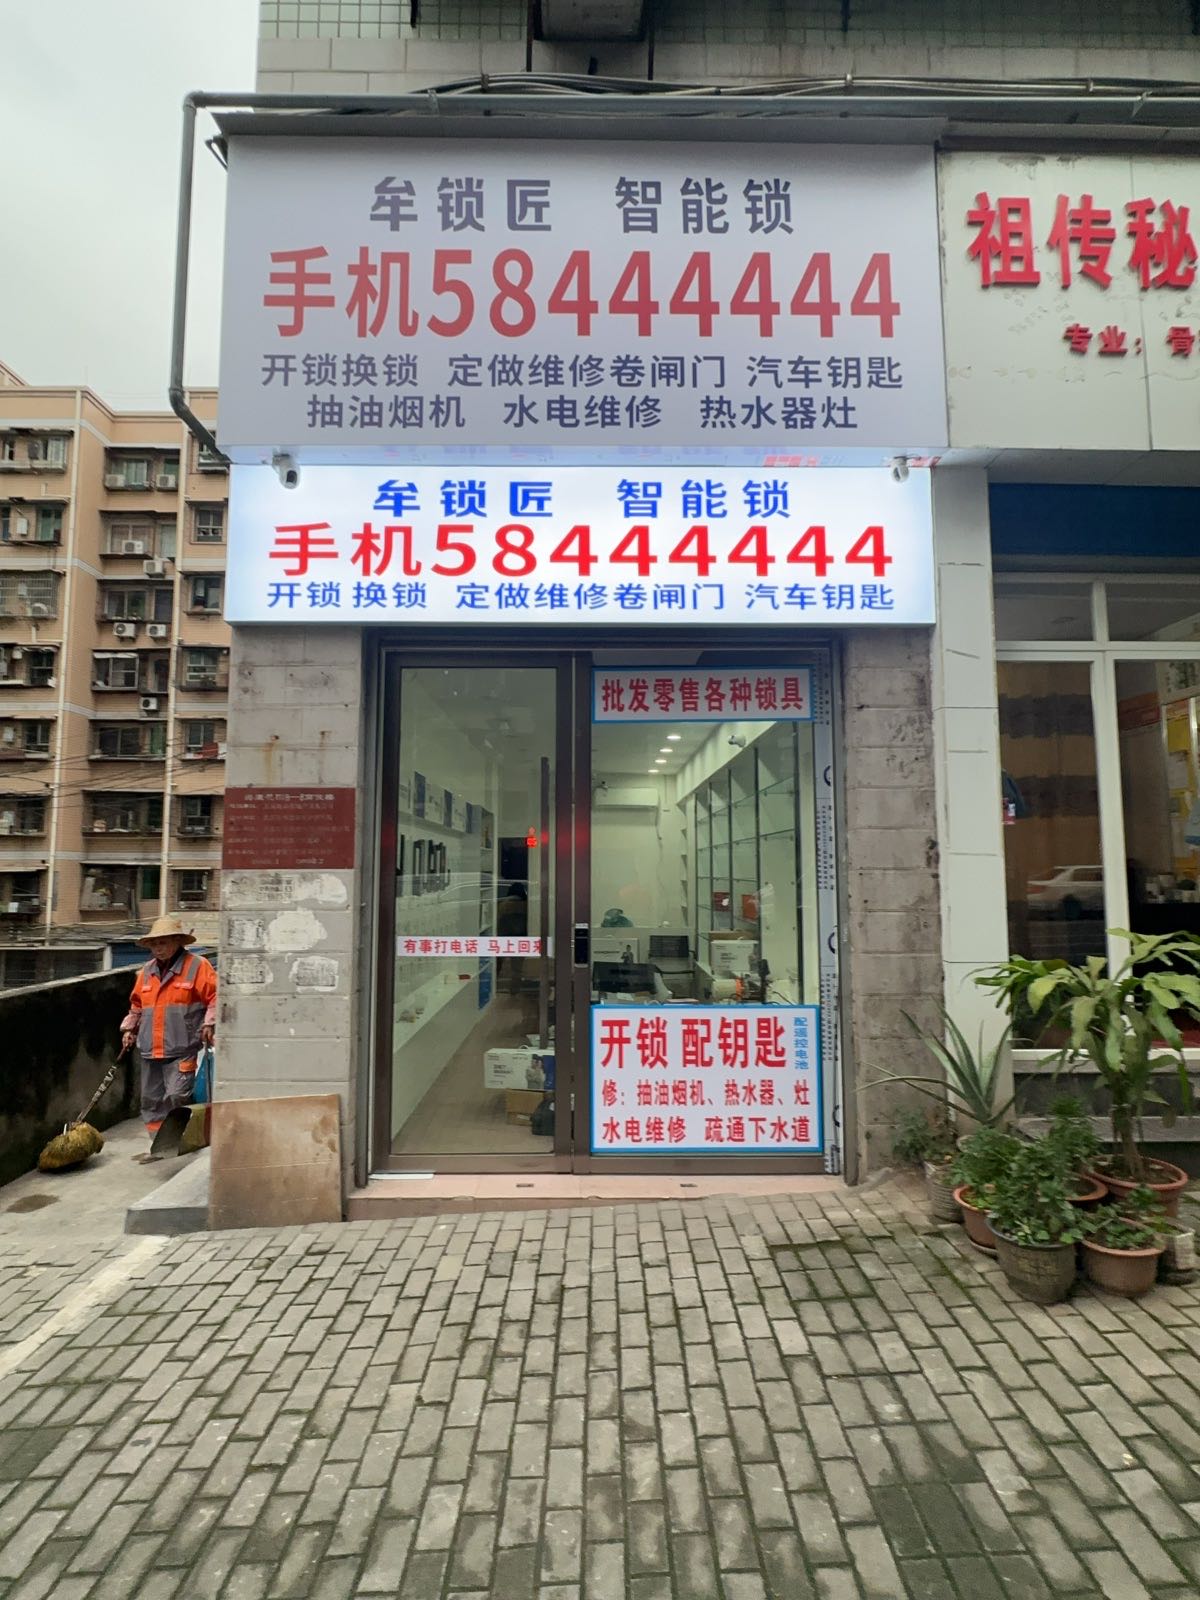 牟锁匠 智能锁
手机58444444
开锁换锁 定做维修卷闸门 汽车钥匙
抽油烟机 水电维修 热水器灶
祖传秘
专业：骨
牟锁匠 智能锁
手机58444444
开锁换锁 定做维修卷闸门 汽车钥匙
批发零售各种锁具
有事打电话 马上回来
开锁 配钥匙
配遥控电池
修：抽油烟机、热水器、灶
水电维修 疏通下水道